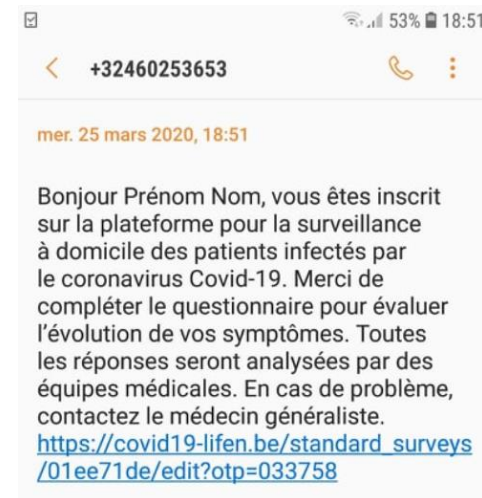 53% 18:51
+32460253653
mer. 25 mars 2020, 18:51
Bonjour Prénom Nom, vous êtes inscrit
sur la plateforme pour la surveillance
à domicile des patients infectés par
le coronavirus Covid-19. Merci de
compléter le questionnaire pour évaluer
l'évolution de vos symptômes. Toutes
les réponses seront analysées par des
équipes médicales. En cas de problème,
contactez le médecin généraliste.
https://covid19-lifen.be/standard_surveys
/01ee71de/edit?otp=033758